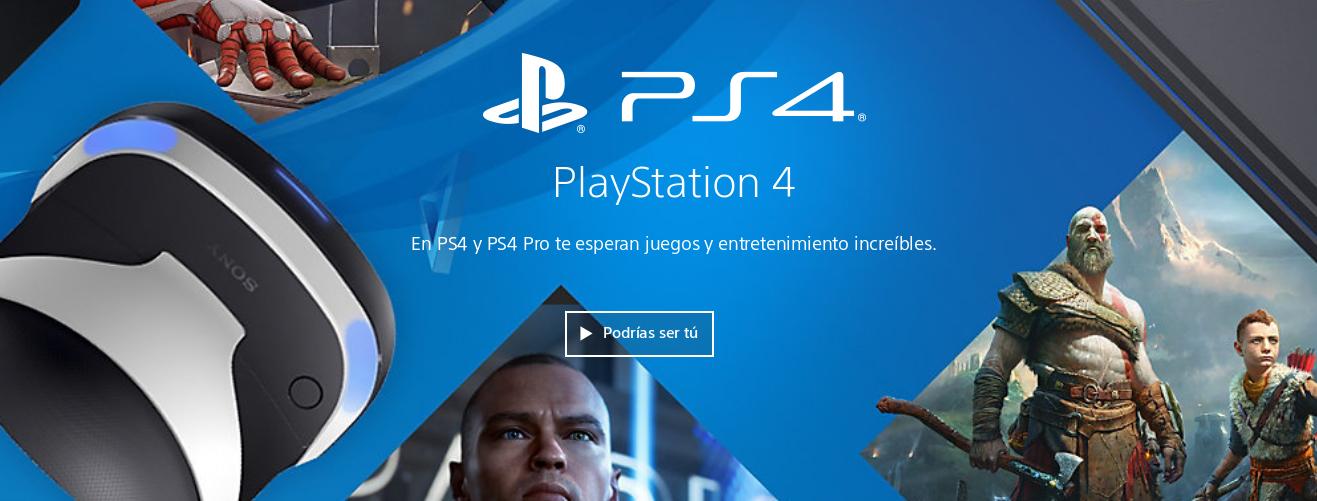 PS4
PlayStation 4
En PS4 y PS4 Pro te esperan juegos y entretenimiento increíbles.
SONY
Podrías ser tú